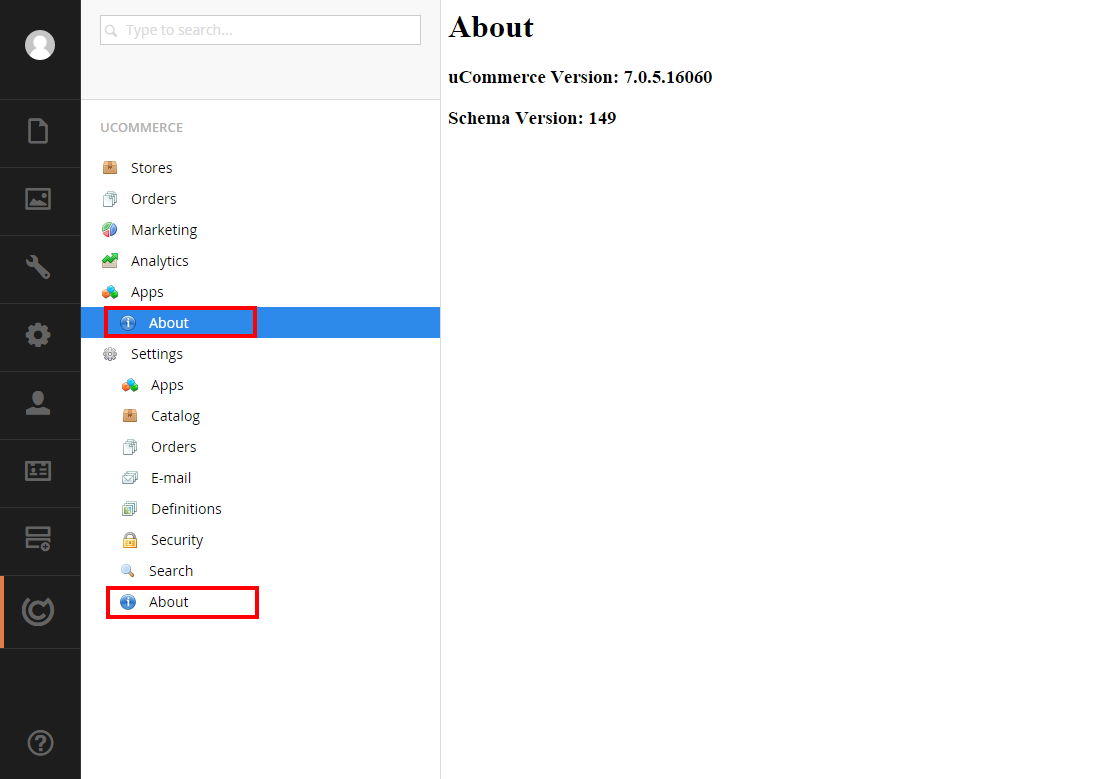 Type to search...
UCOMMERCE
Stores
Orders
Marketing
Analytics
Apps
About
Settings
Apps
Catalog
Orders
E-mail
Definitions
Security
Search
About
About
uCommerce Version: 7.0.5.16060
Schema Version: 149